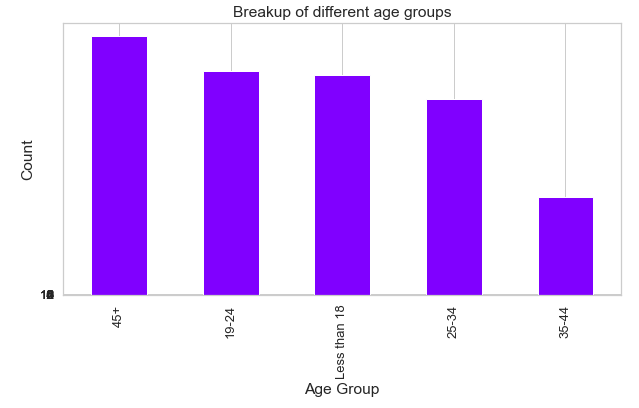 Breakup of different age groups
Count
45+
19-24
Less than 18
25-34
35-44
Age Group